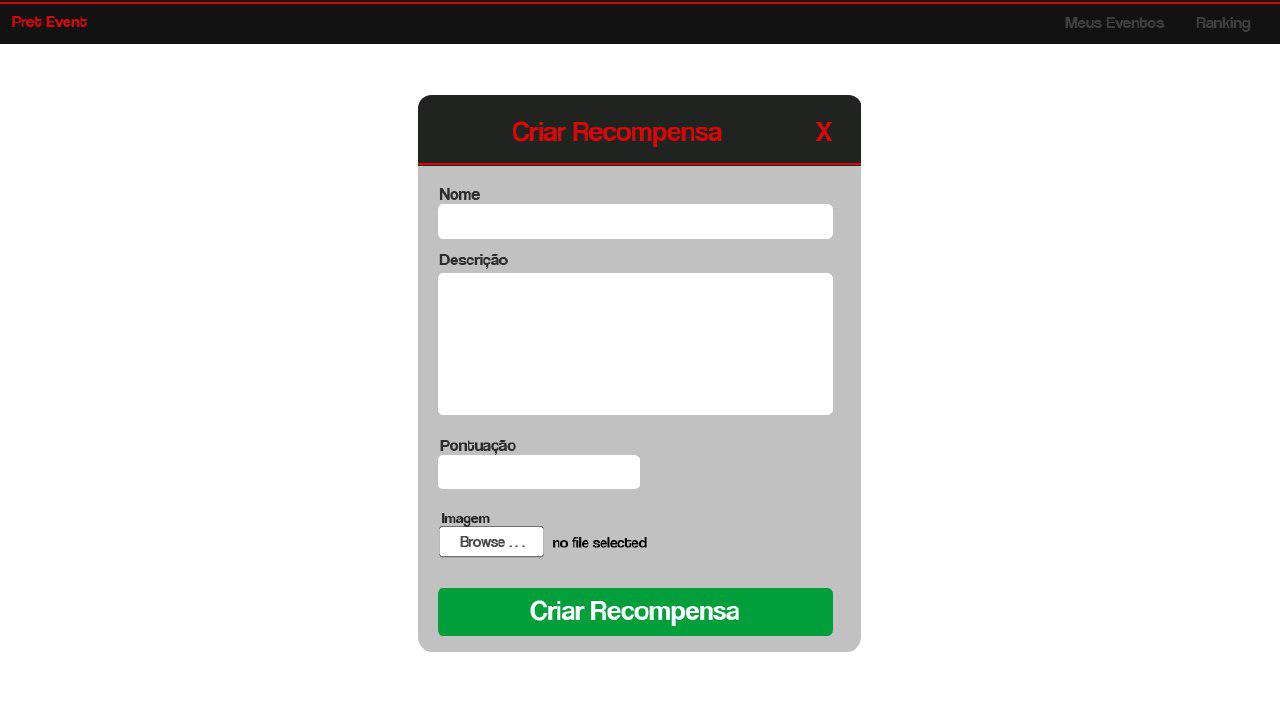 Pret Event Meus Eventos Ranking
Criar Recompensa X
Nome
Descrição
Pontuação
Imagem
Browse ... no file selected
Criar Recompensa